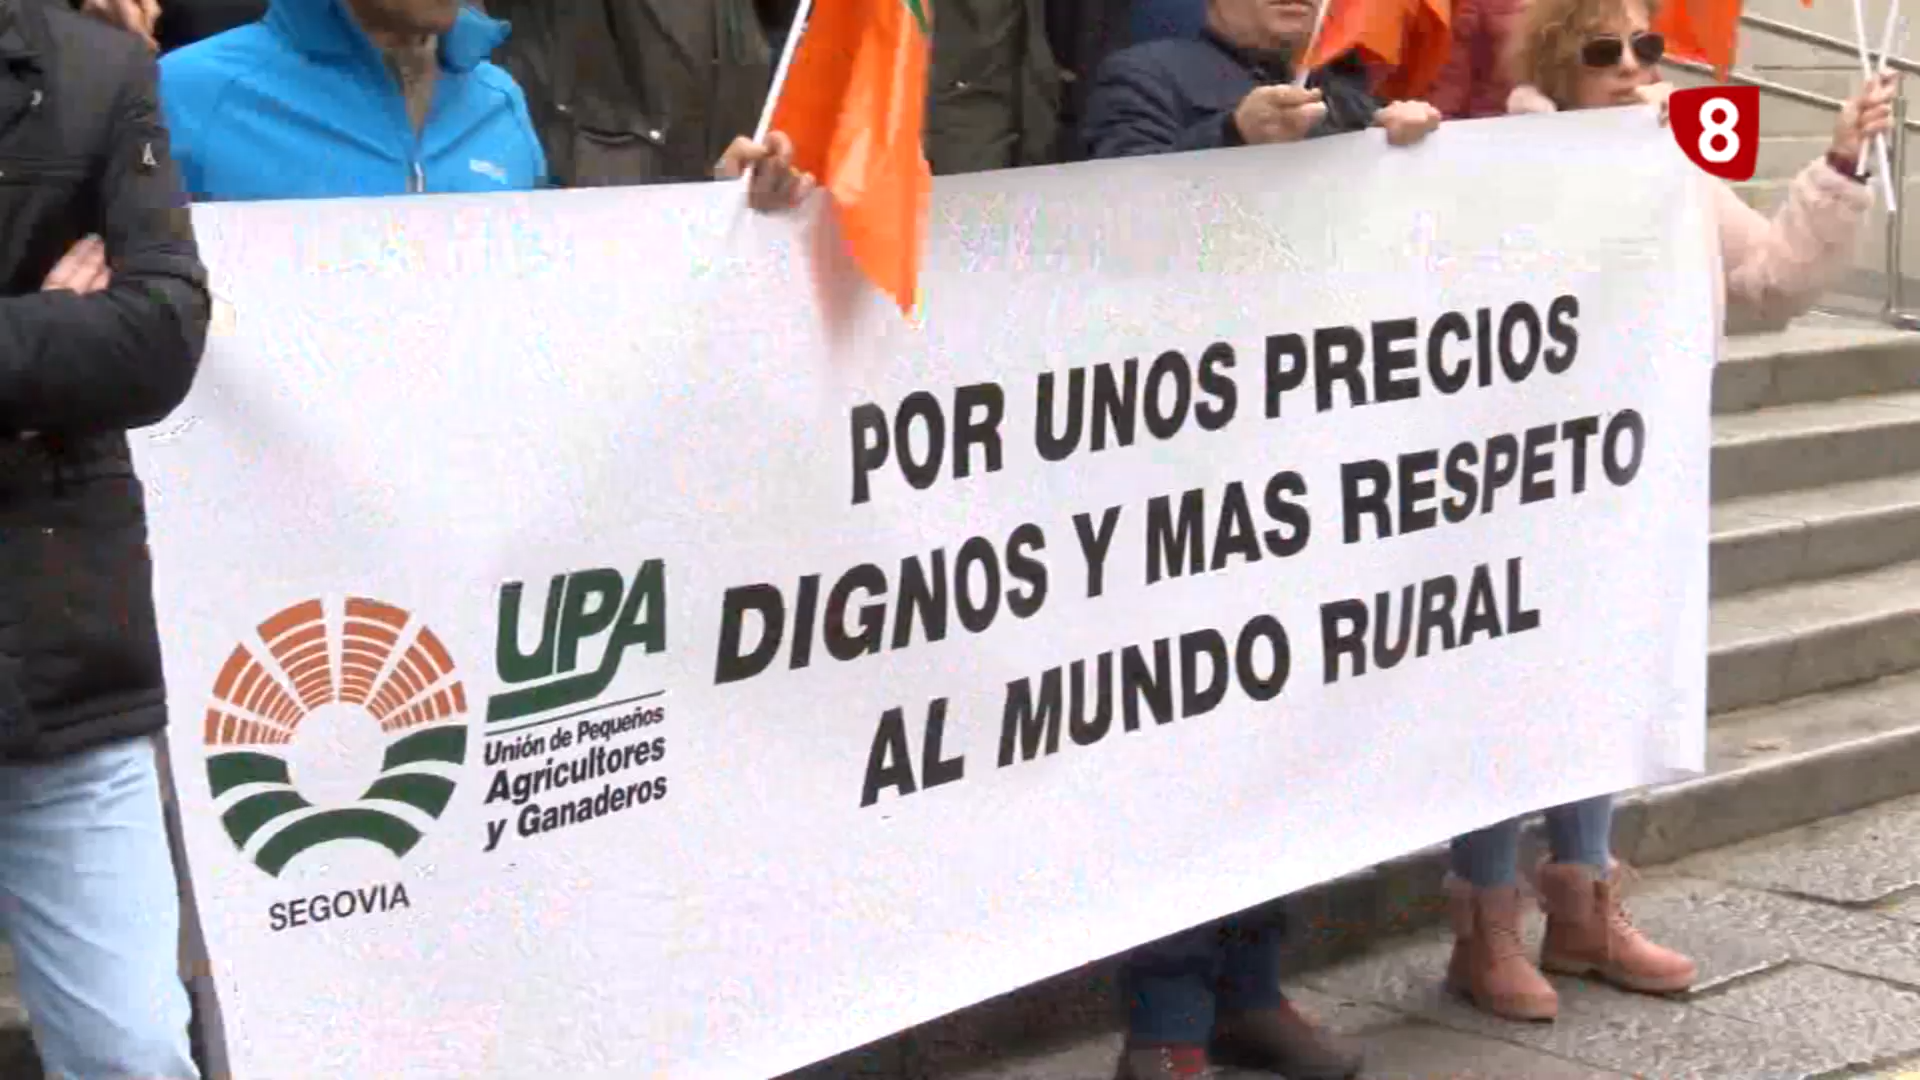 8
POR UNOS PRECIOS
DIGNOS Y MAS RESPETO
AL MUNDO RURAL
UPA
Unión de Pequeños
Agricultores
y Ganaderos
SEGOVIA